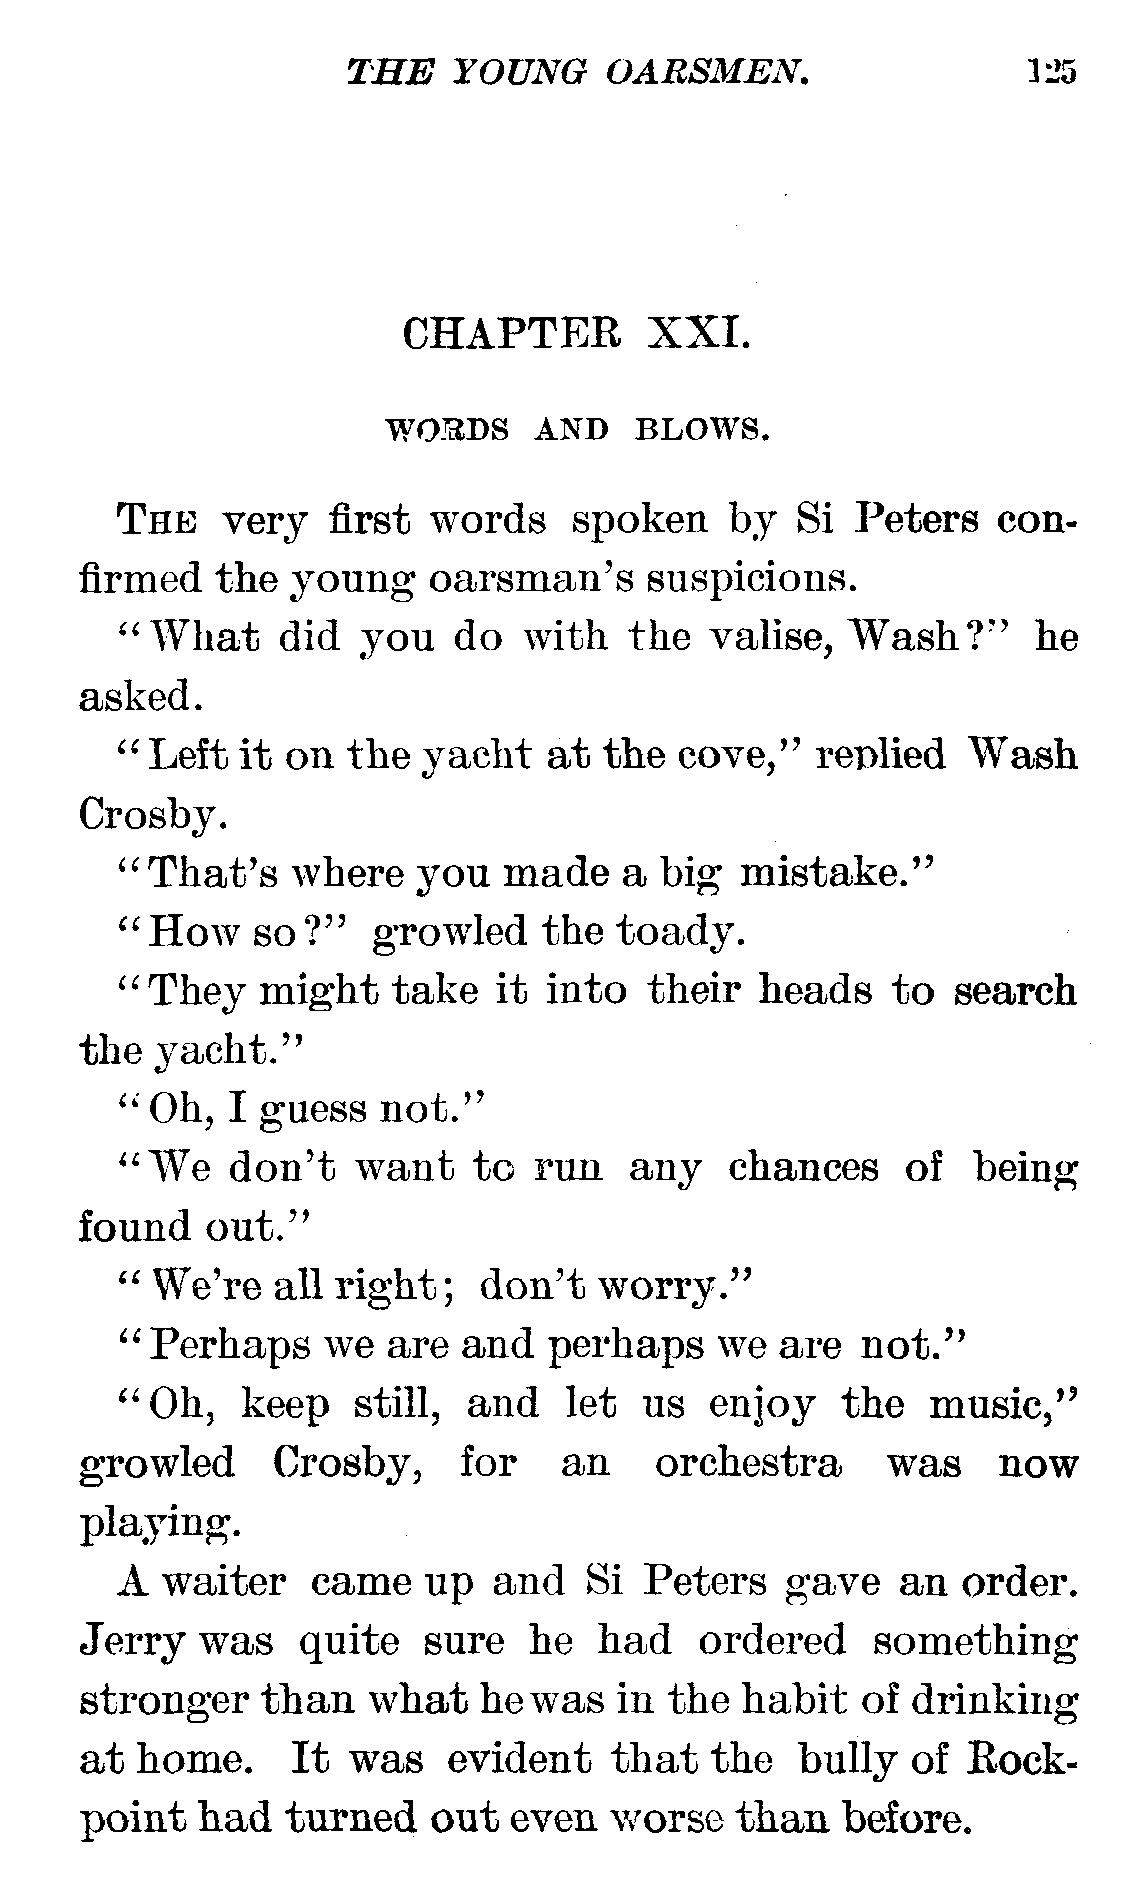 THE YOUNG OARSMEN. 125
CHAPTER XXI.
WORDS AND BLOWS.
THE very first words spoken by Si Peters con-
firmed the young oarsman's suspicions.
"What did you do with the valise, Wash?" he
asked.
"Left it on the yacht at the cove," replied Wash
Crosby.
"That's where you made a big mistake."
"How so?" growled the toady.
"They might take it into their heads to search
the yacht."
"Oh, I guess not."
"We don't want to run any chances of being
found out."
"We're all right; don't worry."
"Perhaps we are and perhaps we are not."
"Oh, keep still, and let us enjoy the music,"
growled Crosby, for an orchestra was now
playing.
A waiter came up and Si Peters gave an order.
Jerry was quite sure he had ordered something
stronger than what he was in the habit of drinking
at home. It was evident that the bully of Rock-
point had turned out even worse than before.